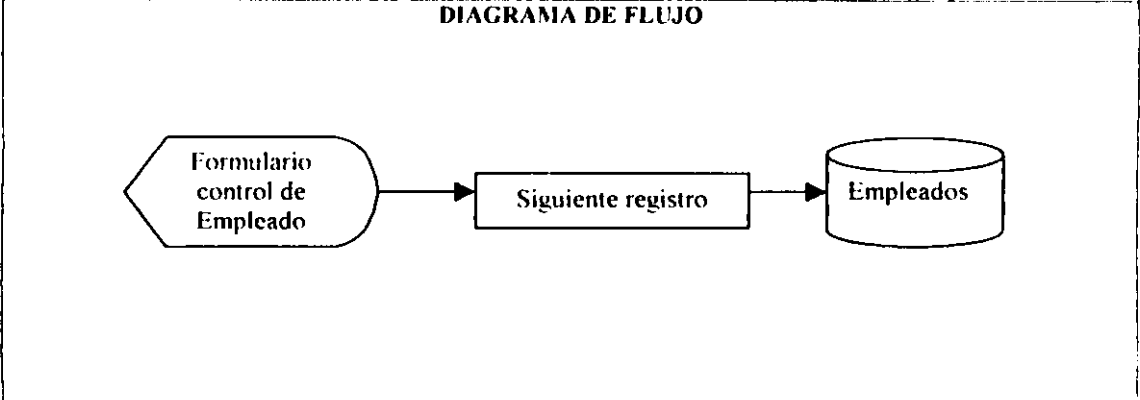 DIAGRAMA DE FLUJO
Formulario
control de
Empleado
Siguiente registro
Empleados